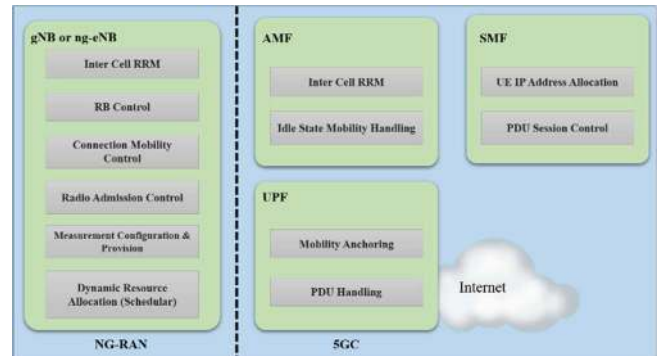 gNB or ng-eNB
Inter Cell RRM
RB Control
Connection Mobility
Control
Radio Admission Control
Measurement Configuration &
Provision
Dynamic Resource
Allocation (Schedular)
NG-RAN
AMF
Inter Cell RRM
Idle State Mobility Handling
SMF
UE IP Address Allocation
PDU Session Control
UPF
Mobility Anchoring
PDU Handling
Internet
5GC